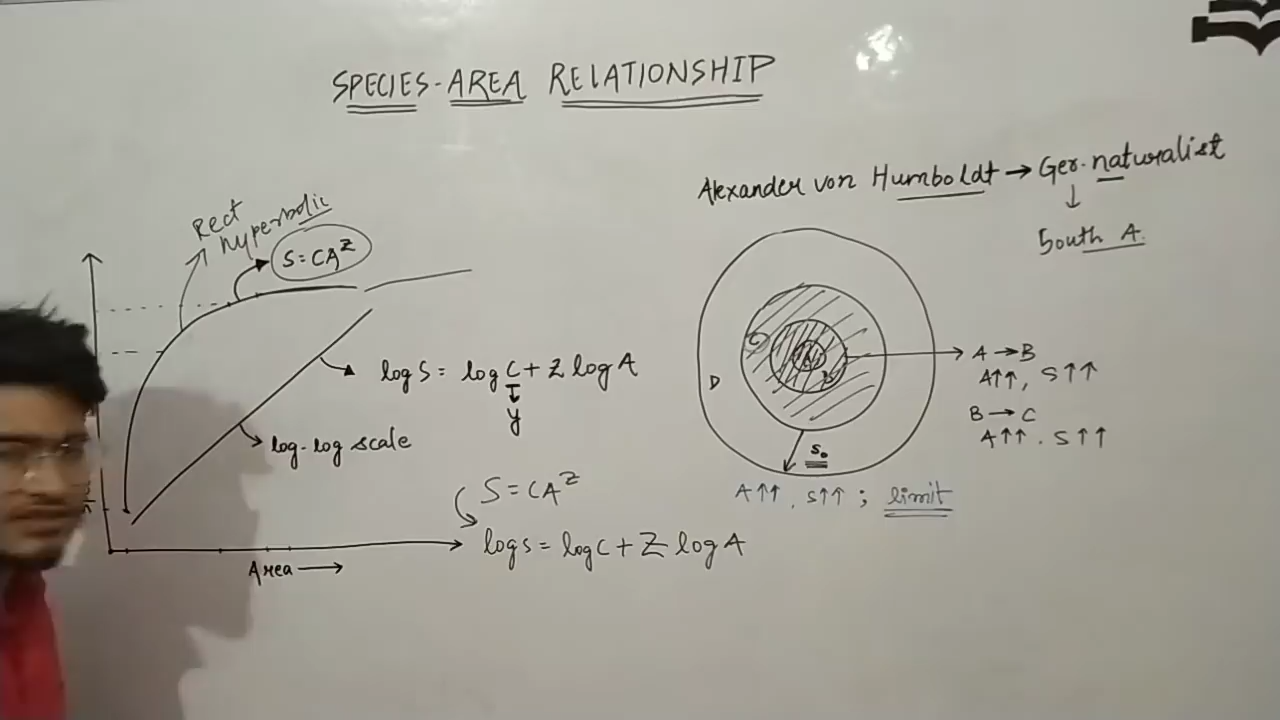 SPECIES-AREA RELATIONSHIP
Alexander von Humboldt → Ger. naturalist
↓
South A.
Rect
hyperbolic
S=CA^Z
log S = log C + Z log A
↓
y
log-log scale
S = CA^Z
log s = log C + Z log A
Area →
D
C
B
A → B
A↑↑, S↑↑
B → C
A↑↑. S↑↑
S₀
A↑↑, S↑↑ ; limit